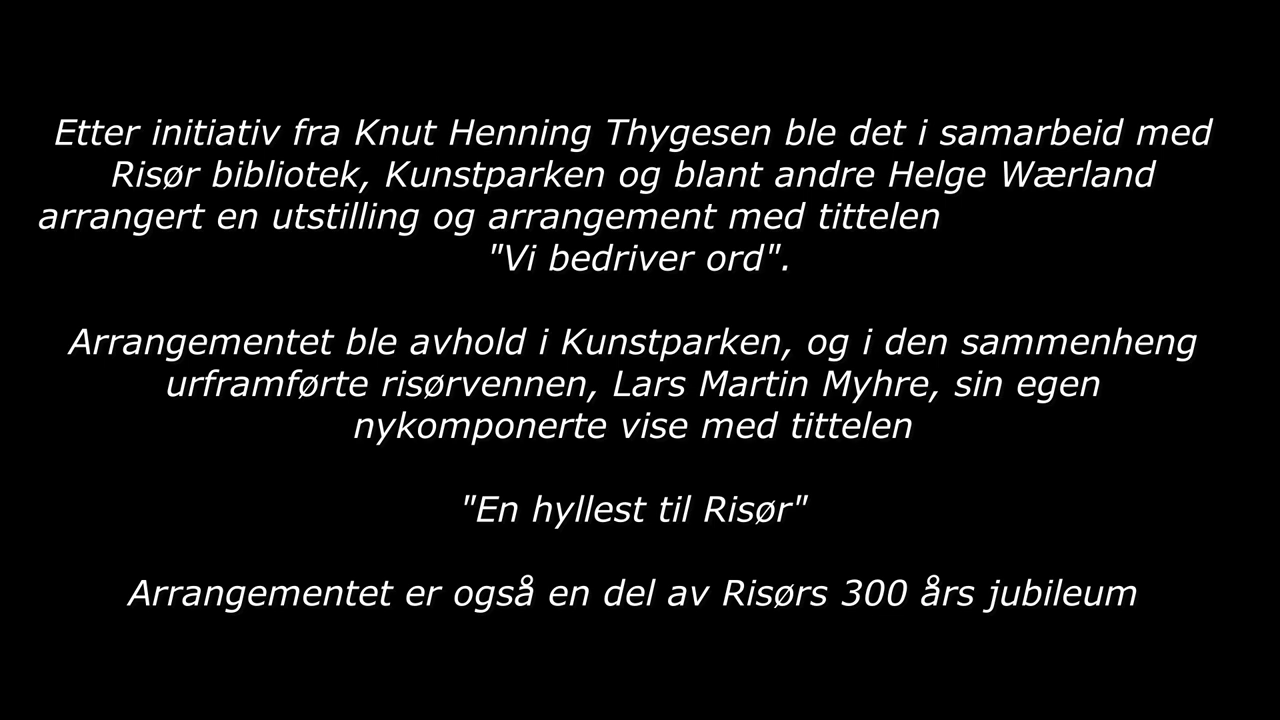 Etter initiativ fra Knut Henning Thygesen ble det i samarbeid med
Risør bibliotek, Kunstparken og blant andre Helge Wærland
arrangert en utstilling og arrangement med tittelen
"Vi bedriver ord".
Arrangementet ble avhold i Kunstparken, og i den sammenheng
urframførte risørvennen, Lars Martin Myhre, sin egen
nykomponerte vise med tittelen
"En hyllest til Risør"
Arrangementet er også en del av Risørs 300 års jubileum